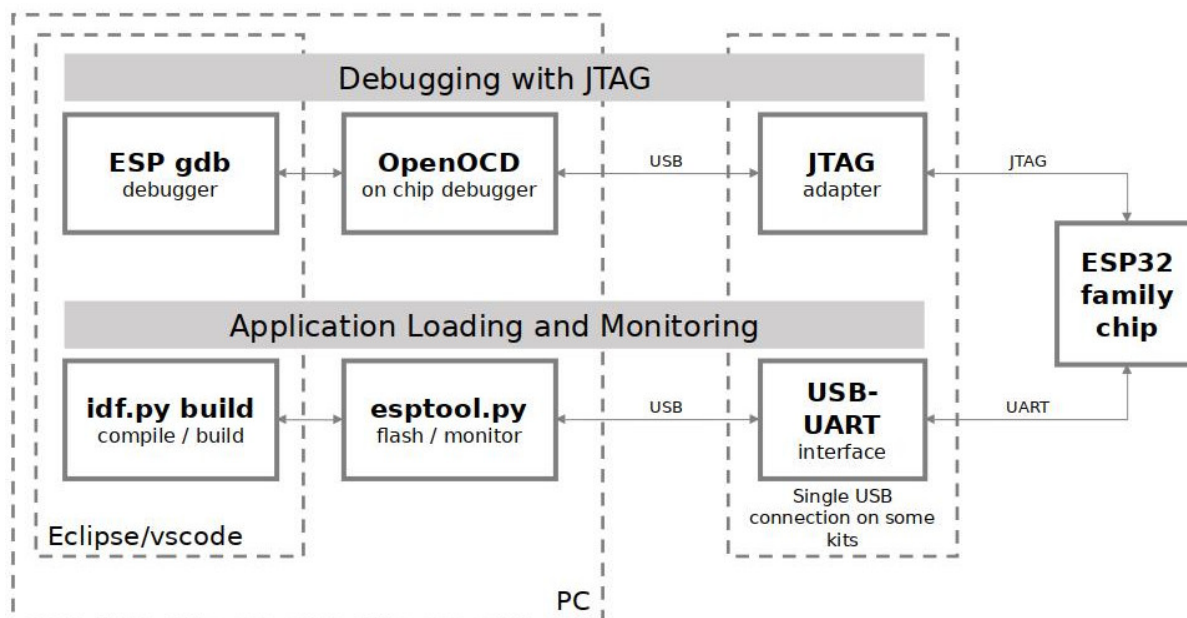 Debugging with JTAG
ESP gdb
debugger
OpenOCD
on chip debugger
USB
JTAG
adapter
JTAG
ESP32
family
chip
Application Loading and Monitoring
idf.py build
compile / build
esptool.py
flash / monitor
USB
USB-
UART
interface
UART
Single USB
connection on some
kits
Eclipse/vscode
PC